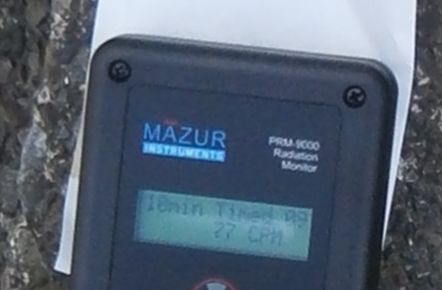 MAZUR
INSTRUMENTS
PRM-9000
Radiation
Monitor
10min Timed
77 CPM